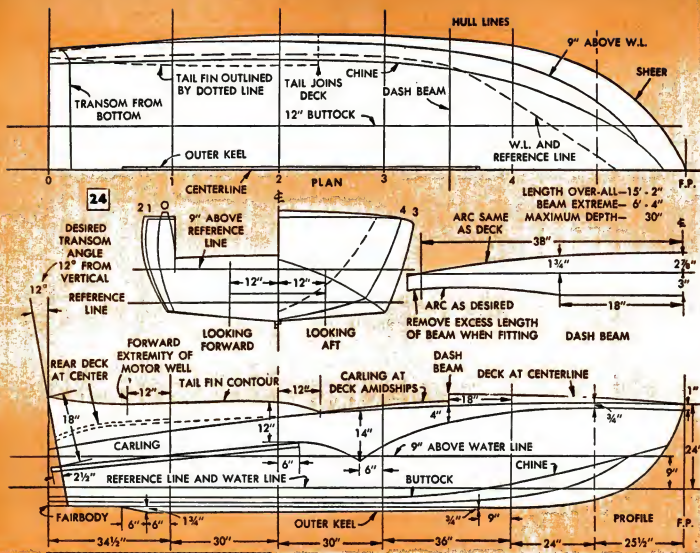 HULL LINES
9" ABOVE W.L.
SHEER
TAIL FIN OUTLINED
BY DOTTED LINE
TAIL JOINS
DECK
CHINE
DASH BEAM
TRANSOM FROM
BOTTOM
12" BUTTOCK
W.L. AND
REFERENCE LINE
OUTER KEEL
0
1
CENTERLINE
2
PLAN
3
4
5
F.P.
24
LENGTH OVER-ALL—15' - 2"
BEAM EXTREME— 6' - 4"
MAXIMUM DEPTH— 30"
DESIRED
TRANSOM
ANGLE
12° FROM
VERTICAL
12°
REFERENCE
LINE
2 1 0
9" ABOVE
REFERENCE
LINE
12"
12"
LOOKING
FORWARD
LOOKING
AFT
4 3
ARC SAME
AS DECK
38"
1¾"
2⅞"
3"
18"
ARC AS DESIRED
REMOVE EXCESS LENGTH
OF BEAM WHEN FITTING
DASH BEAM
FORWARD
EXTREMITY OF
MOTOR WELL
REAR DECK
AT CENTER
TAIL FIN CONTOUR
CARLING AT
DECK AMIDSHIPS
DASH
BEAM
DECK AT CENTERLINE
12"
12"
18"
1"
18"
12"
14"
4"
¾"
24"
CARLING
9" ABOVE WATER LINE
6"
6"
CHINE
9"
2½"
REFERENCE LINE AND WATER LINE
BUTTOCK
FAIRBODY
6"
6"
1¾"
OUTER KEEL
¾"
9"
PROFILE
F.P.
34½"
30"
30"
36"
24"
25½"